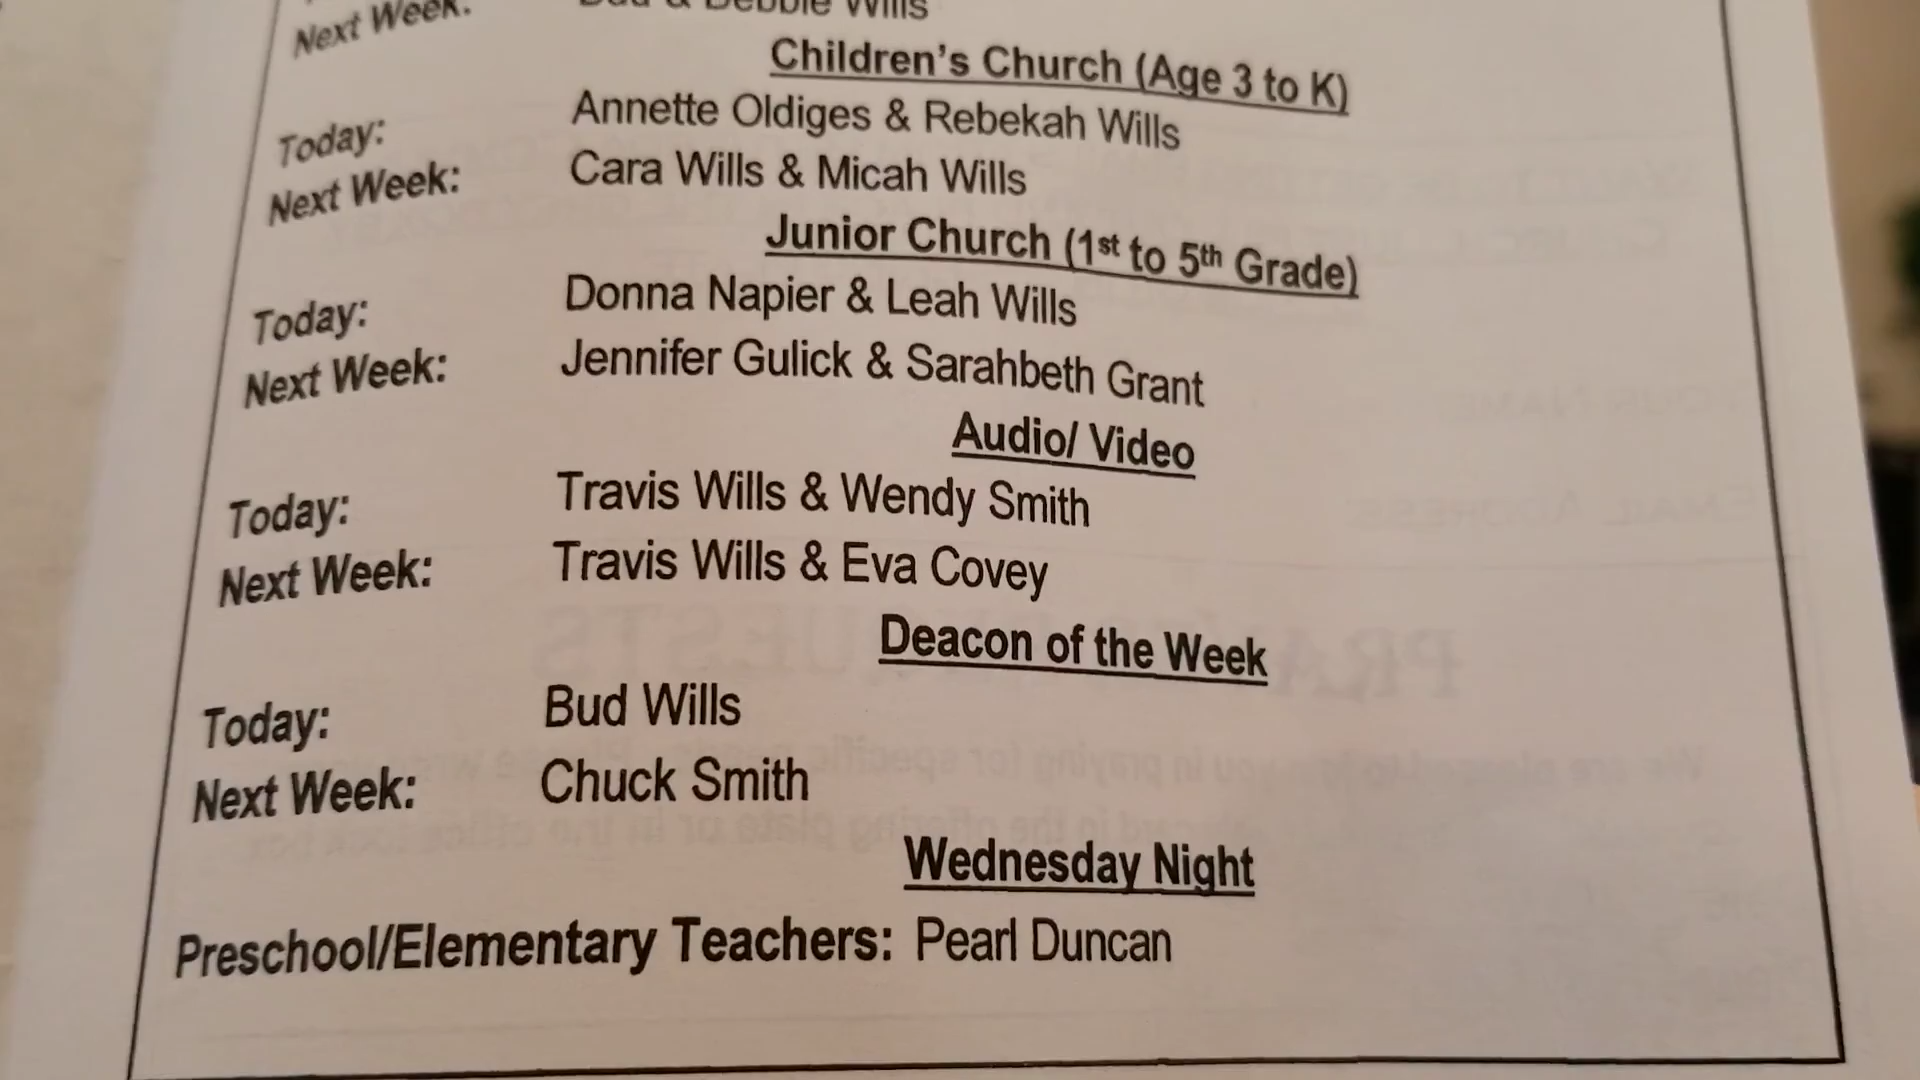 Next Week: & Debbie Wills
Children's Church (Age 3 to K)
Today: Annette Oldiges & Rebekah Wills
Next Week: Cara Wills & Micah Wills
Junior Church (1st to 5th Grade)
Today: Donna Napier & Leah Wills
Next Week: Jennifer Gulick & Sarahbeth Grant
Audio/ Video
Today: Travis Wills & Wendy Smith
Next Week: Travis Wills & Eva Covey
Deacon of the Week
Today: Bud Wills
Next Week: Chuck Smith
Wednesday Night
Preschool/Elementary Teachers: Pearl Duncan